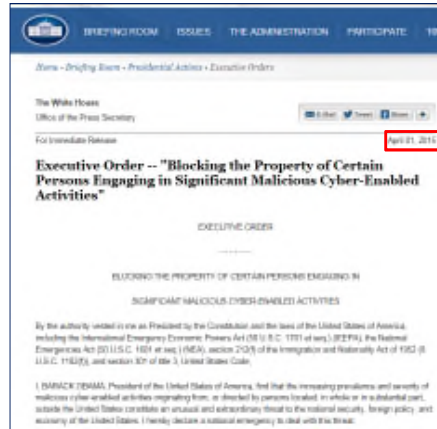 BRIEFING ROOM ISSUES THE ADMINISTRATION PARTICIPATE
Home • Briefing Room • Presidential Actions • Executive Orders
The White House
Office of the Press Secretary
E-Mail Tweet Share +
For Immediate Release April 01, 2015
Executive Order -- "Blocking the Property of Certain
Persons Engaging in Significant Malicious Cyber-Enabled
Activities"
EXECUTIVE ORDER
- - - - - - -
BLOCKING THE PROPERTY OF CERTAIN PERSONS ENGAGING IN
SIGNIFICANT MALICIOUS CYBER-ENABLED ACTIVITIES
By the authority vested in me as President by the Constitution and the laws of the United States of America,
including the International Emergency Economic Powers Act (50 U.S.C. 1701 et seq.) (IEEPA), the National
Emergencies Act (50 U.S.C. 1601 et seq.) (NEA), section 212(f) of the Immigration and Nationality Act of 1952 (8
U.S.C. 1182(f)), and section 301 of title 3, United States Code,
I, BARACK OBAMA, President of the United States of America, find that the increasing prevalence and severity of
malicious cyber-enabled activities originating from, or directed by persons located, in whole or in substantial part,
outside the United States constitute an unusual and extraordinary threat to the national security, foreign policy, and
economy of the United States. I hereby declare a national emergency to deal with this threat.